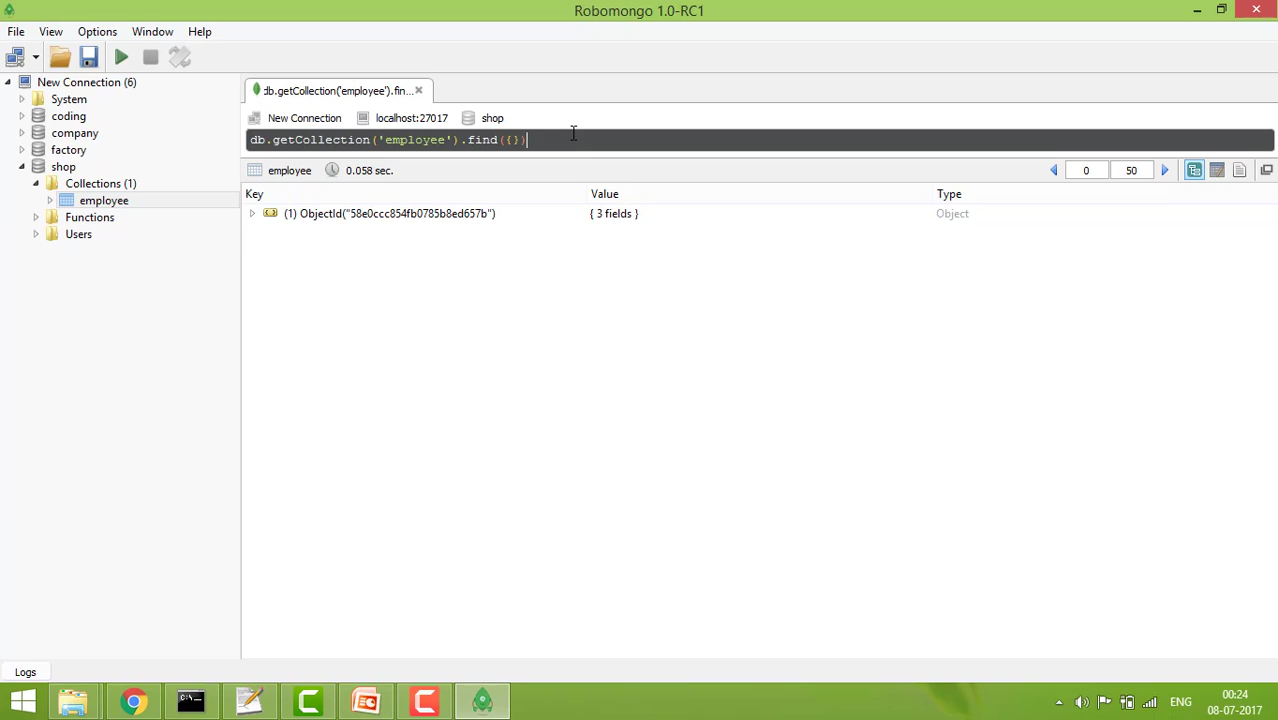 Robomongo 1.0-RC1
File View Options Window Help
New Connection (6)
System
coding
company
factory
shop
Collections (1)
employee
Functions
Users
db.getCollection('employee').fin...
New Connection localhost:27017 shop
db.getCollection('employee').find({})
employee 0.058 sec. 0 50
Key Value Type
(1) ObjectId("58e0ccc854fb0785b8ed657b") { 3 fields } Object
Logs
ENG 00:24
08-07-2017